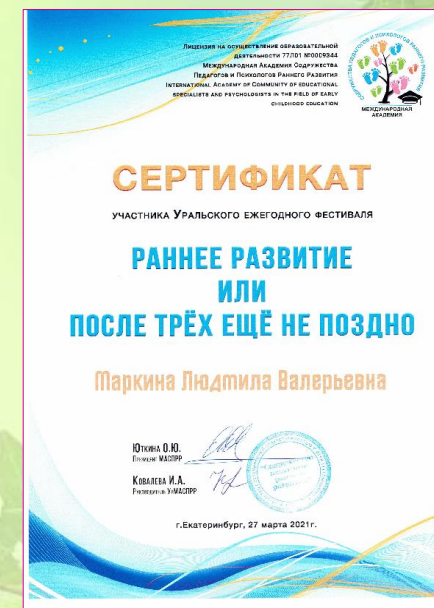 Лицензия на осуществление образовательной
деятельности 77Л01 №0009344
Международная Академия Содружества
Педагогов и Психологов Раннего Развития
International Academy of Community of educational
specialists and psychologists in the field of early
childhood education
МЕЖДУНАРОДНАЯ
АКАДЕМИЯ
СЕРТИФИКАТ
участника Уральского ежегодного фестиваля
РАННЕЕ РАЗВИТИЕ
ИЛИ
ПОСЛЕ ТРЁХ ЕЩЁ НЕ ПОЗДНО
Маркина Людмила Валерьевна
Юткина О.Ю.
Президент МАСППРР
Ковалева И.А.
Руководитель
г.Екатеринбург, 27 марта 2021г.